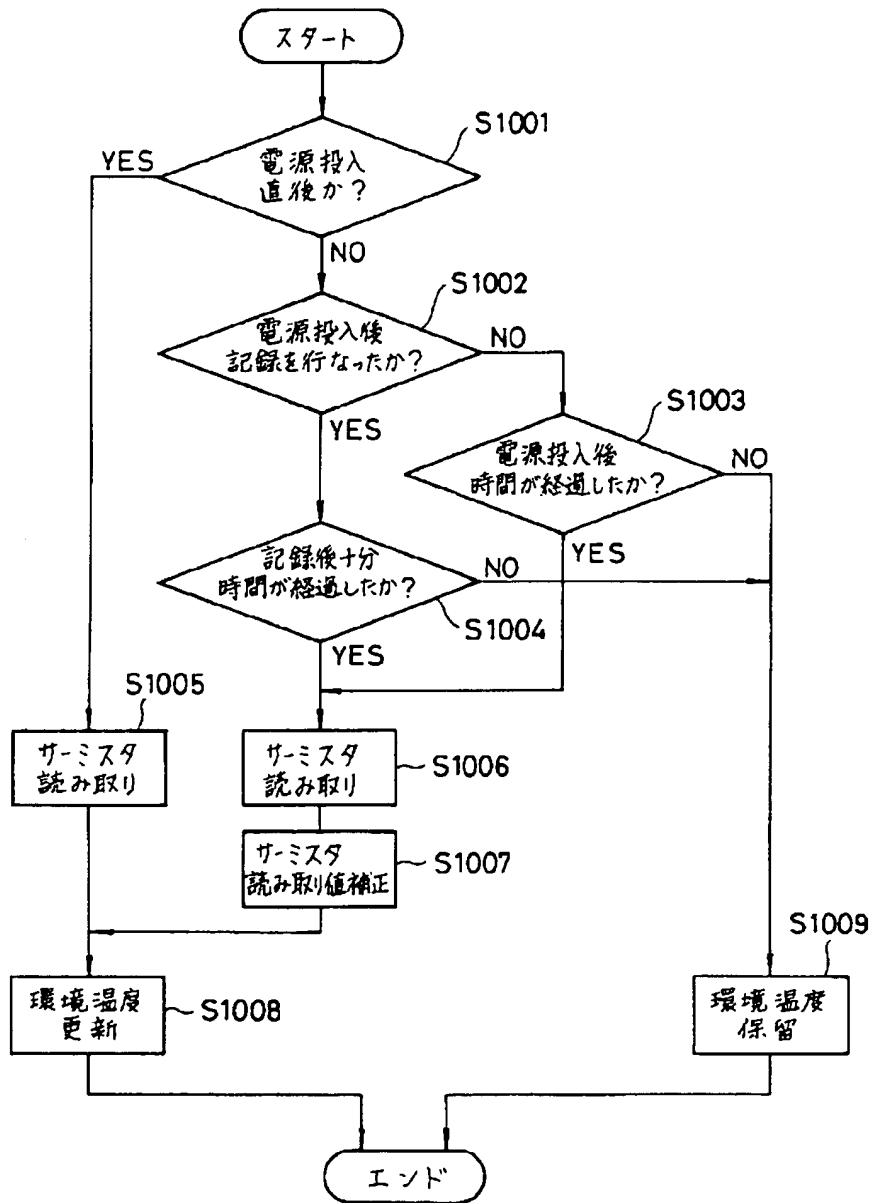 スタート
S1001
YES
電源投入
直後か?
NO
S1002
電源投入後
記録を行なったか?
NO
S1003
YES
電源投入後
時間が経過したか?
NO
記録後十分
時間が経過したか?
NO
YES
S1004
YES
S1005
サーミスタ
読み取り
サーミスタ
読み取り
S1006
サーミスタ
読み取り値補正
S1007
S1009
環境温度
更新
S1008
環境温度
保留
エンド